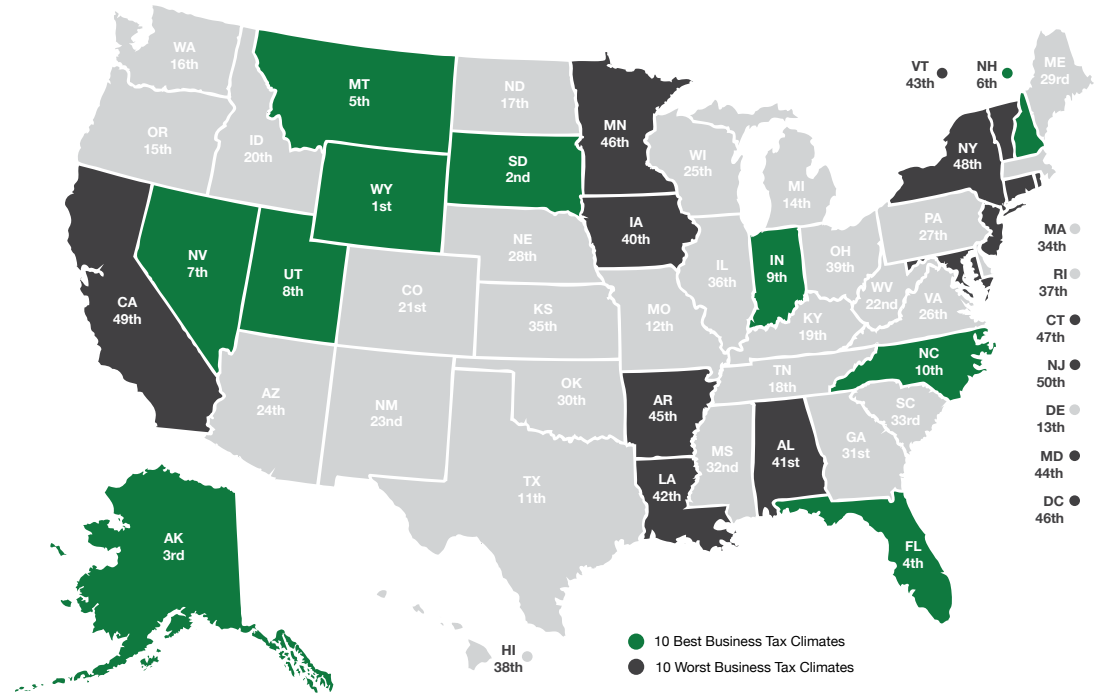 WA
16th
MT
5th
ND
17th
MN
46th
VT
43th
NH
6th
ME
29rd
OR
15th
ID
20th
WY
1st
SD
2nd
WI
25th
MI
14th
NY
48th
NV
7th
UT
8th
CO
21st
NE
28th
IA
40th
IL
36th
IN
9th
OH
39th
PA
27th
WV
22nd
VA
26th
KY
19th
CA
49th
KS
35th
MO
12th
MA
34th
RI
37th
CT
47th
NJ
50th
DE
13th
MD
44th
DC
46th
AZ
24th
NM
23nd
OK
30th
AR
45th
TN
18th
NC
10th
SC
33rd
TX
11th
LA
42th
MS
32nd
AL
41st
GA
31st
FL
4th
AK
3rd
HI
38th
10 Best Business Tax Climates
10 Worst Business Tax Climates